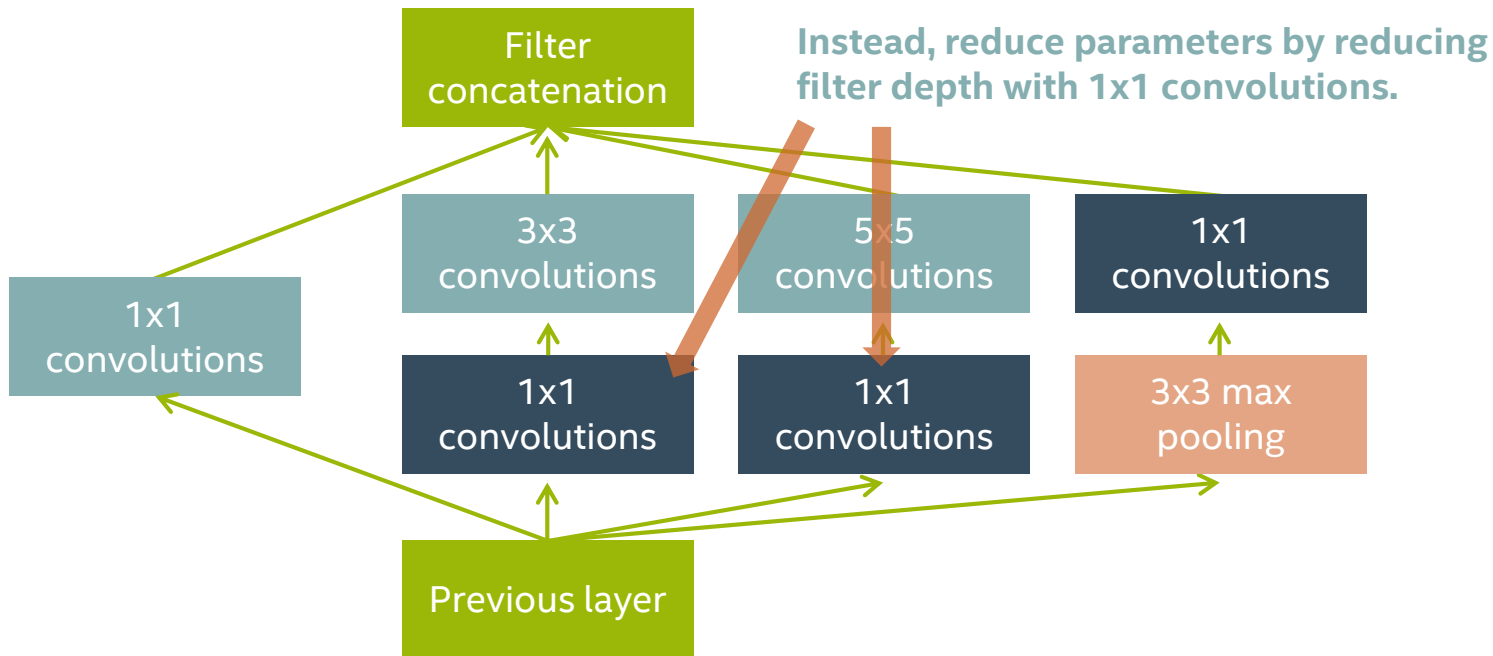 Filter
concatenation
Instead, reduce parameters by reducing
filter depth with 1x1 convolutions.
3x3
convolutions
5x5
convolutions
1x1
convolutions
1x1
convolutions
1x1
convolutions
1x1
convolutions
3x3 max
pooling
Previous layer